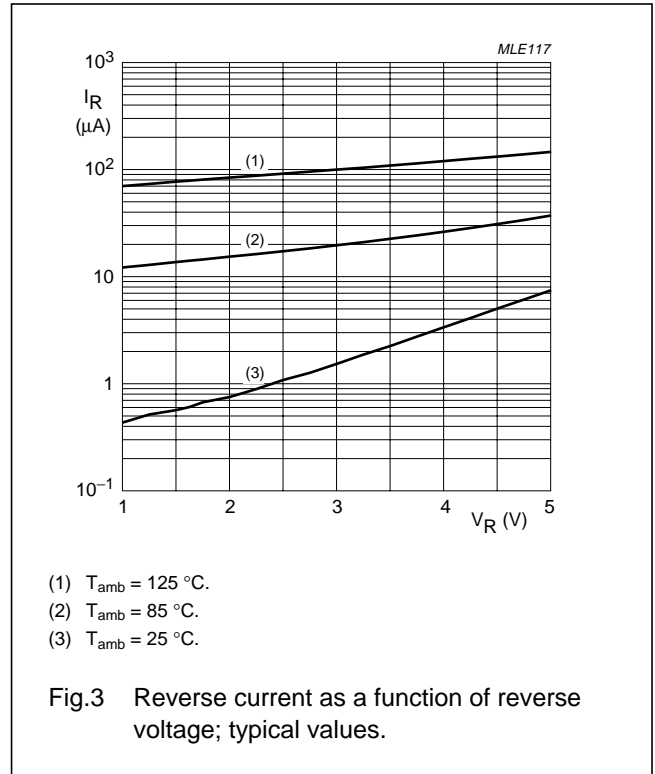 MLE117
10³
I_R
(μA)
10²
10
1
10⁻¹
(1)
(2)
(3)
1 2 3 4 5
V_R (V)
(1) T_amb = 125 °C.
(2) T_amb = 85 °C.
(3) T_amb = 25 °C.
Fig.3 Reverse current as a function of reverse
voltage; typical values.